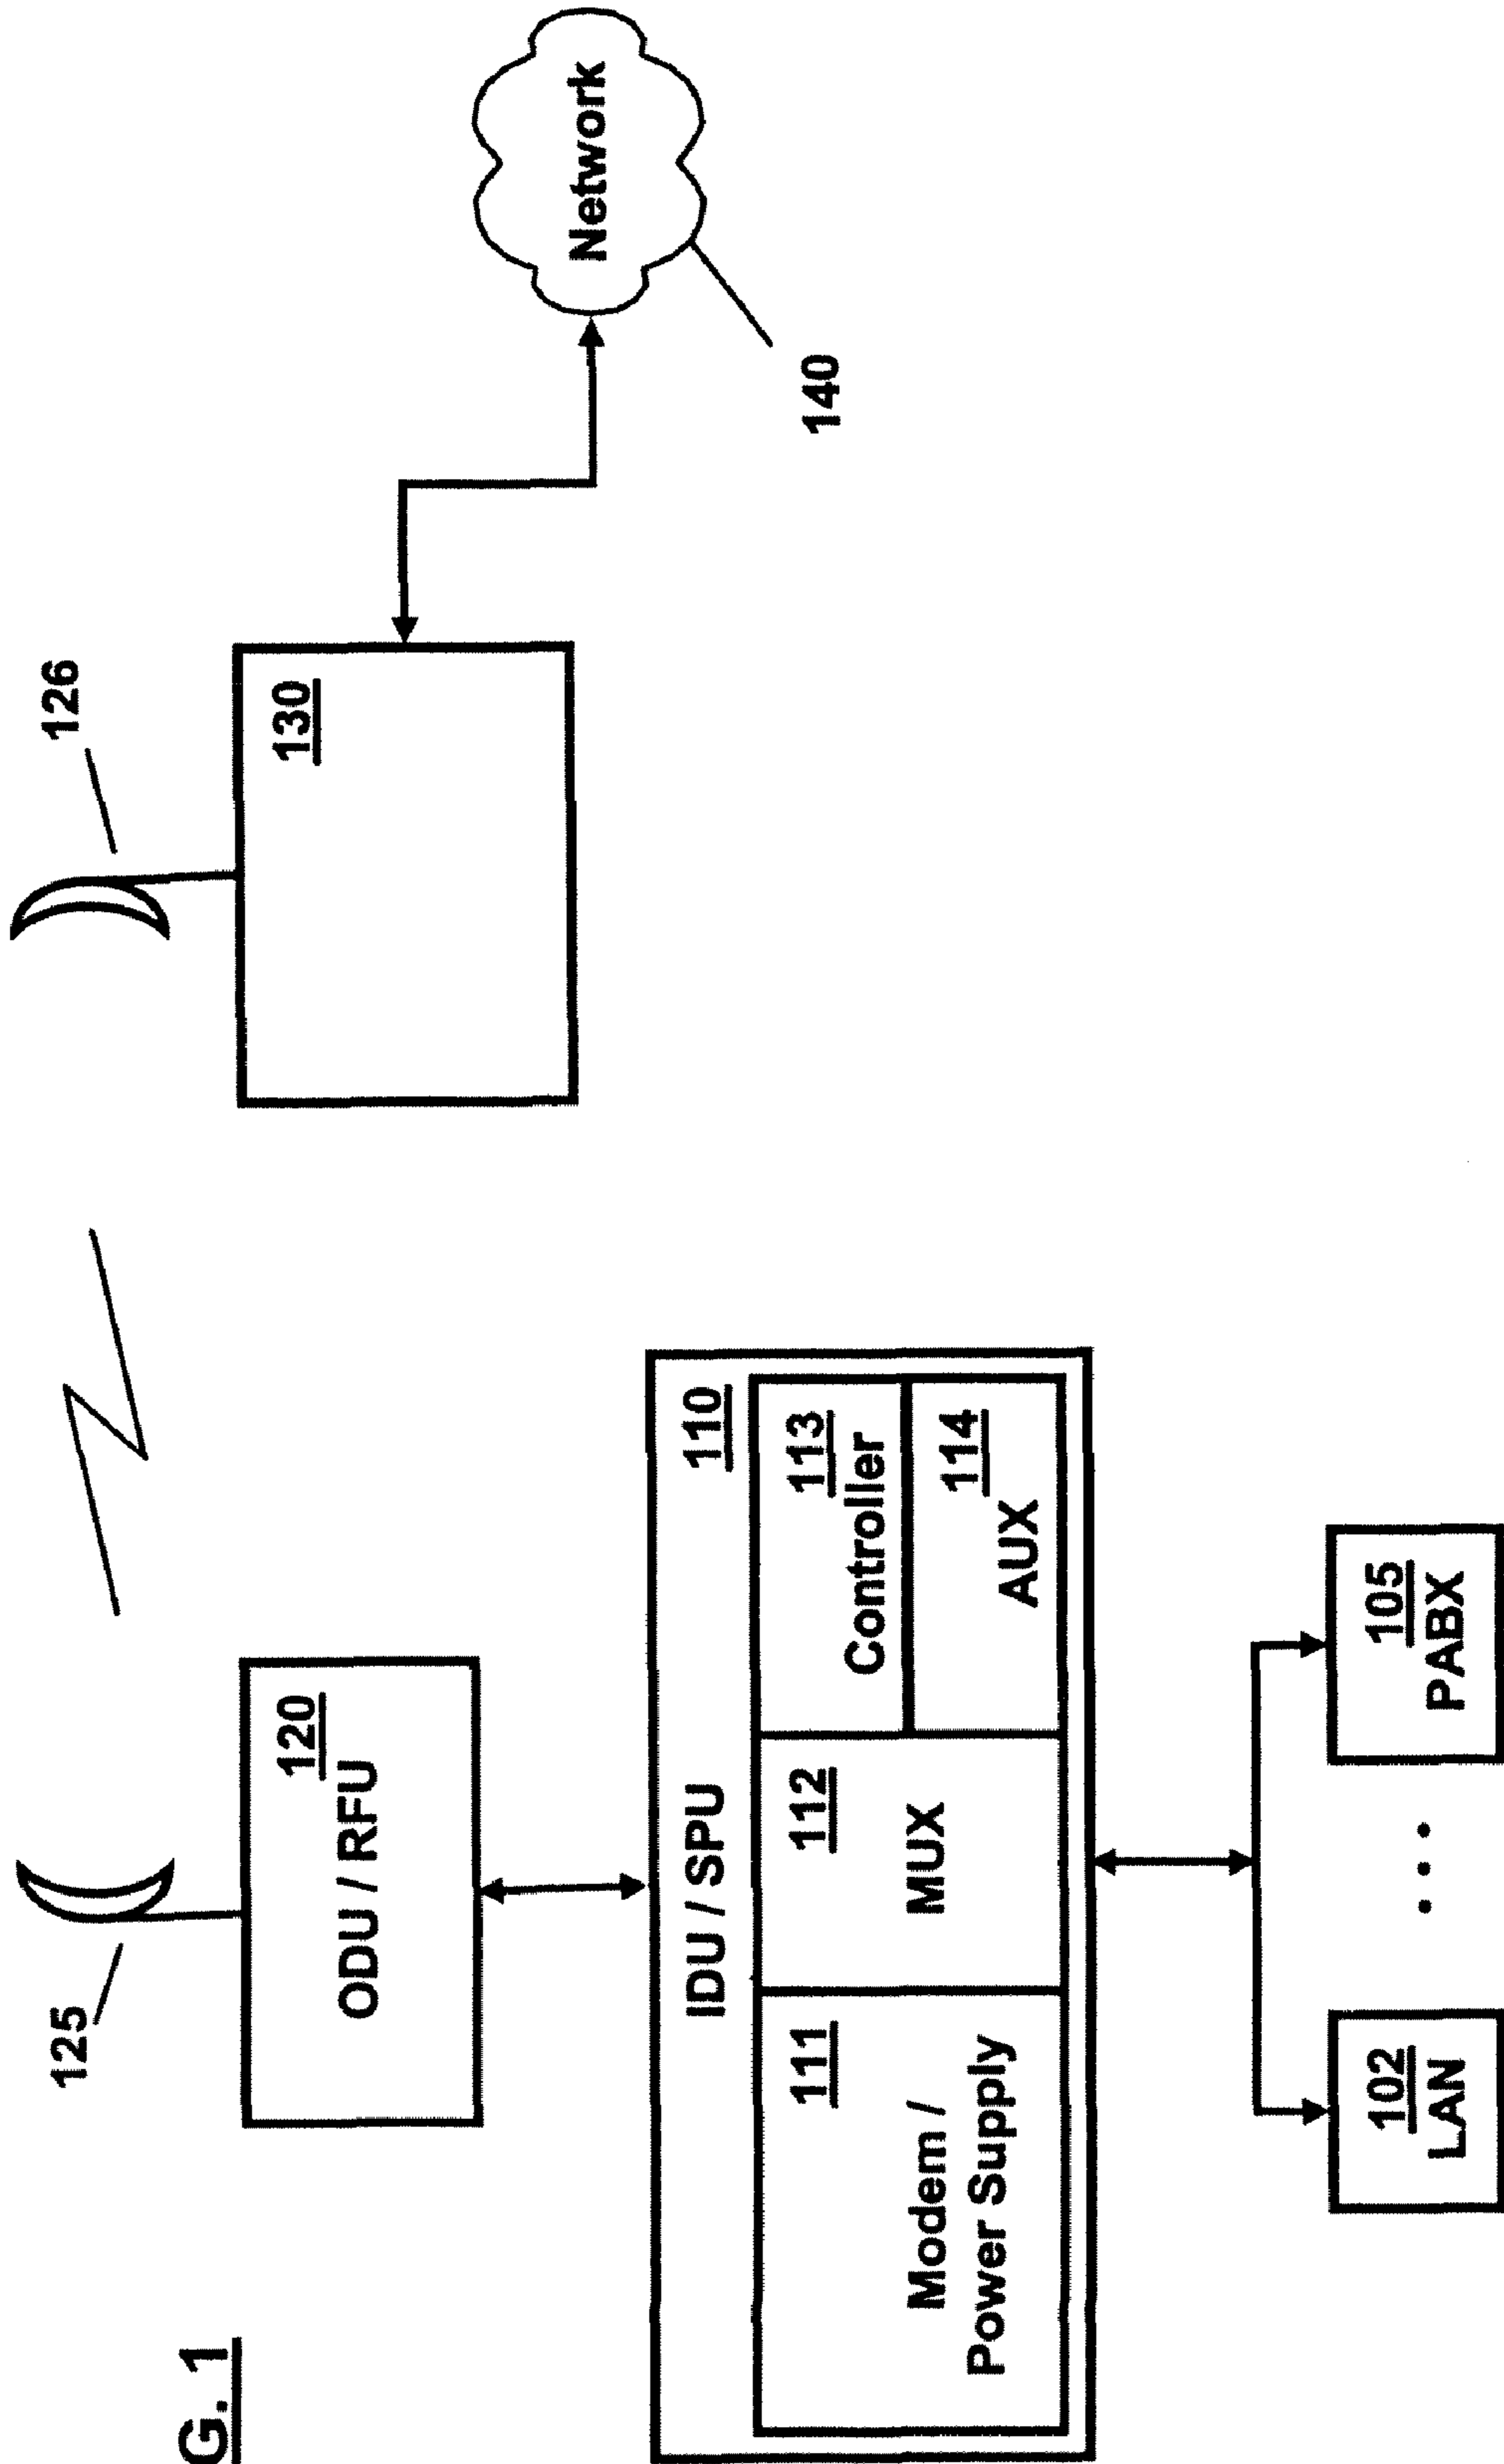 G. 1
125
126
120
ODU / RFU
130
Network
140
IDU / SPU
110
111
Modem /
Power Supply
112
MUX
113
Controller
114
AUX
102
LAN
. . .
105
PABX